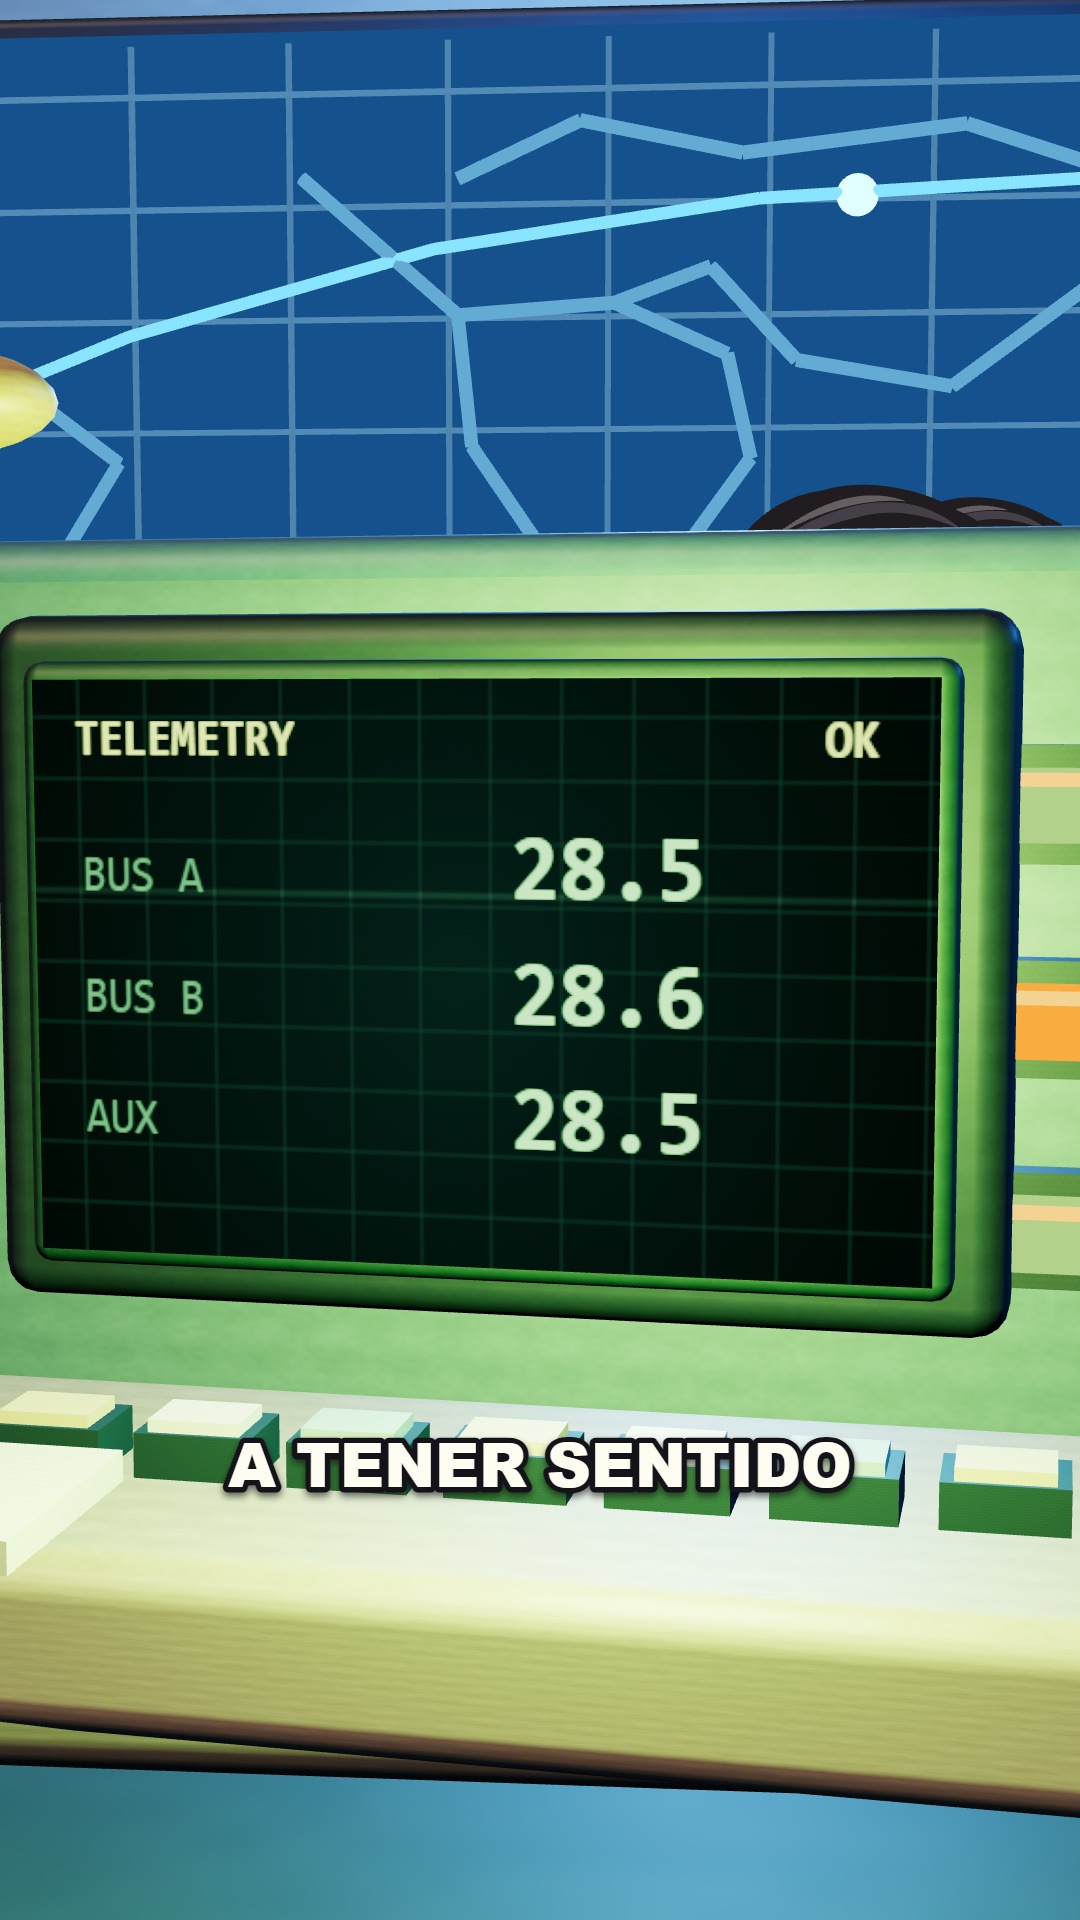 TELEMETRY OK
BUS A 28.5
BUS B 28.6
AUX 28.5
A TENER SENTIDO